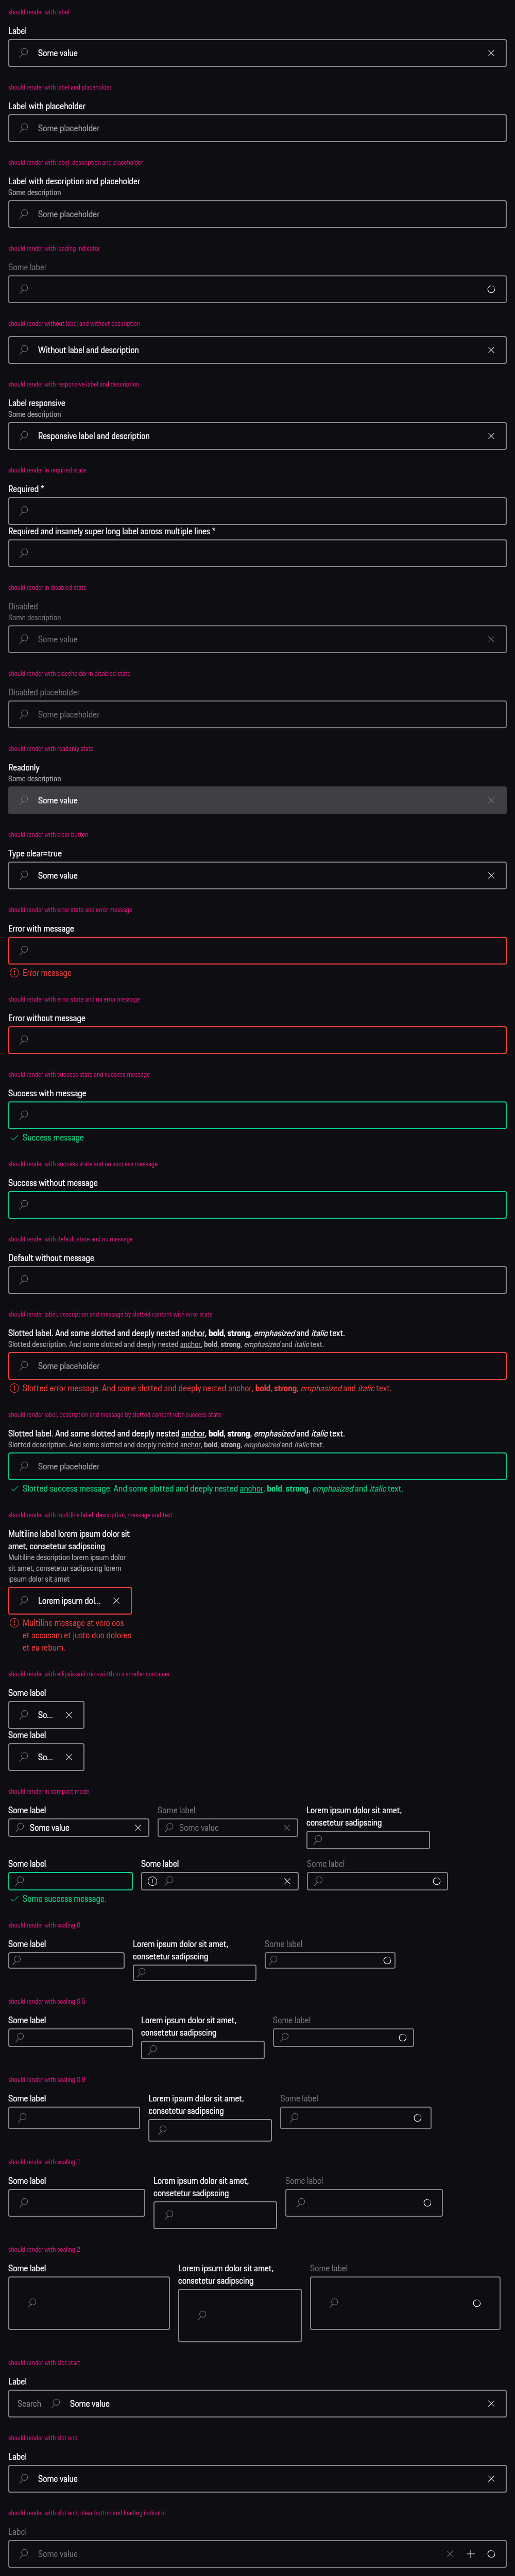 should render with label
Label
Some value
should render with label and placeholder
Label with placeholder
Some placeholder
should render with label, description and placeholder
Label with description and placeholder
Some description
Some placeholder
should render with loading indicator
Some label
should render without label and without description
Without label and description
should render with responsive label and description
Label responsive
Some description
Responsive label and description
should render in required state
Required *
Required and insanely super long label across multiple lines *
should render in disabled state
Disabled
Some description
Some value
should render with placeholder in disabled state
Disabled placeholder
Some placeholder
should render with readonly state
Readonly
Some description
Some value
should render with clear button
Type clear=true
Some value
should render with error state and error message
Error with message
Error message
should render with error state and no error message
Error without message
should render with success state and success message
Success with message
Success message
should render with success state and no success message
Success without message
should render with default state and no message
Default without message
should render label, description and message by slotted content with error state
Slotted label. And some slotted and deeply nested anchor, bold, strong, emphasized and italic text.
Slotted description. And some slotted and deeply nested anchor, bold, strong, emphasized and italic text.
Some placeholder
Slotted error message. And some slotted and deeply nested anchor, bold, strong, emphasized and italic text.
should render label, description and message by slotted content with success state
Slotted label. And some slotted and deeply nested anchor, bold, strong, emphasized and italic text.
Slotted description. And some slotted and deeply nested anchor, bold, strong, emphasized and italic text.
Some placeholder
Slotted success message. And some slotted and deeply nested anchor, bold, strong, emphasized and italic text.
should render with multiline label, description, message and text
Multiline label lorem ipsum dolor sit
amet, consetetur sadipscing
Multiline description lorem ipsum dolor
sit amet, consetetur sadipscing lorem
ipsum dolor sit amet
Lorem ipsum dol...
Multiline message at vero eos
et accusam et justo duo dolores
et ea rebum.
should render with ellipsis and min-width in a smaller container
Some label
So...
Some label
So...
should render in compact mode
Some label
Some value
Some label
Some value
Lorem ipsum dolor sit amet,
consetetur sadipscing
Some label
Some success message.
Some label
Some label
should render with scaling 0
Some label
Lorem ipsum dolor sit amet,
consetetur sadipscing
Some label
should render with scaling 0.5
Some label
Lorem ipsum dolor sit amet,
consetetur sadipscing
Some label
should render with scaling 0.8
Some label
Lorem ipsum dolor sit amet,
consetetur sadipscing
Some label
should render with scaling 1
Some label
Lorem ipsum dolor sit amet,
consetetur sadipscing
Some label
should render with scaling 2
Some label
Lorem ipsum dolor sit amet,
consetetur sadipscing
Some label
should render with slot start
Label
Search
Some value
should render with slot end
Label
Some value
should render with slot end, clear button and loading indicator
Label
Some value